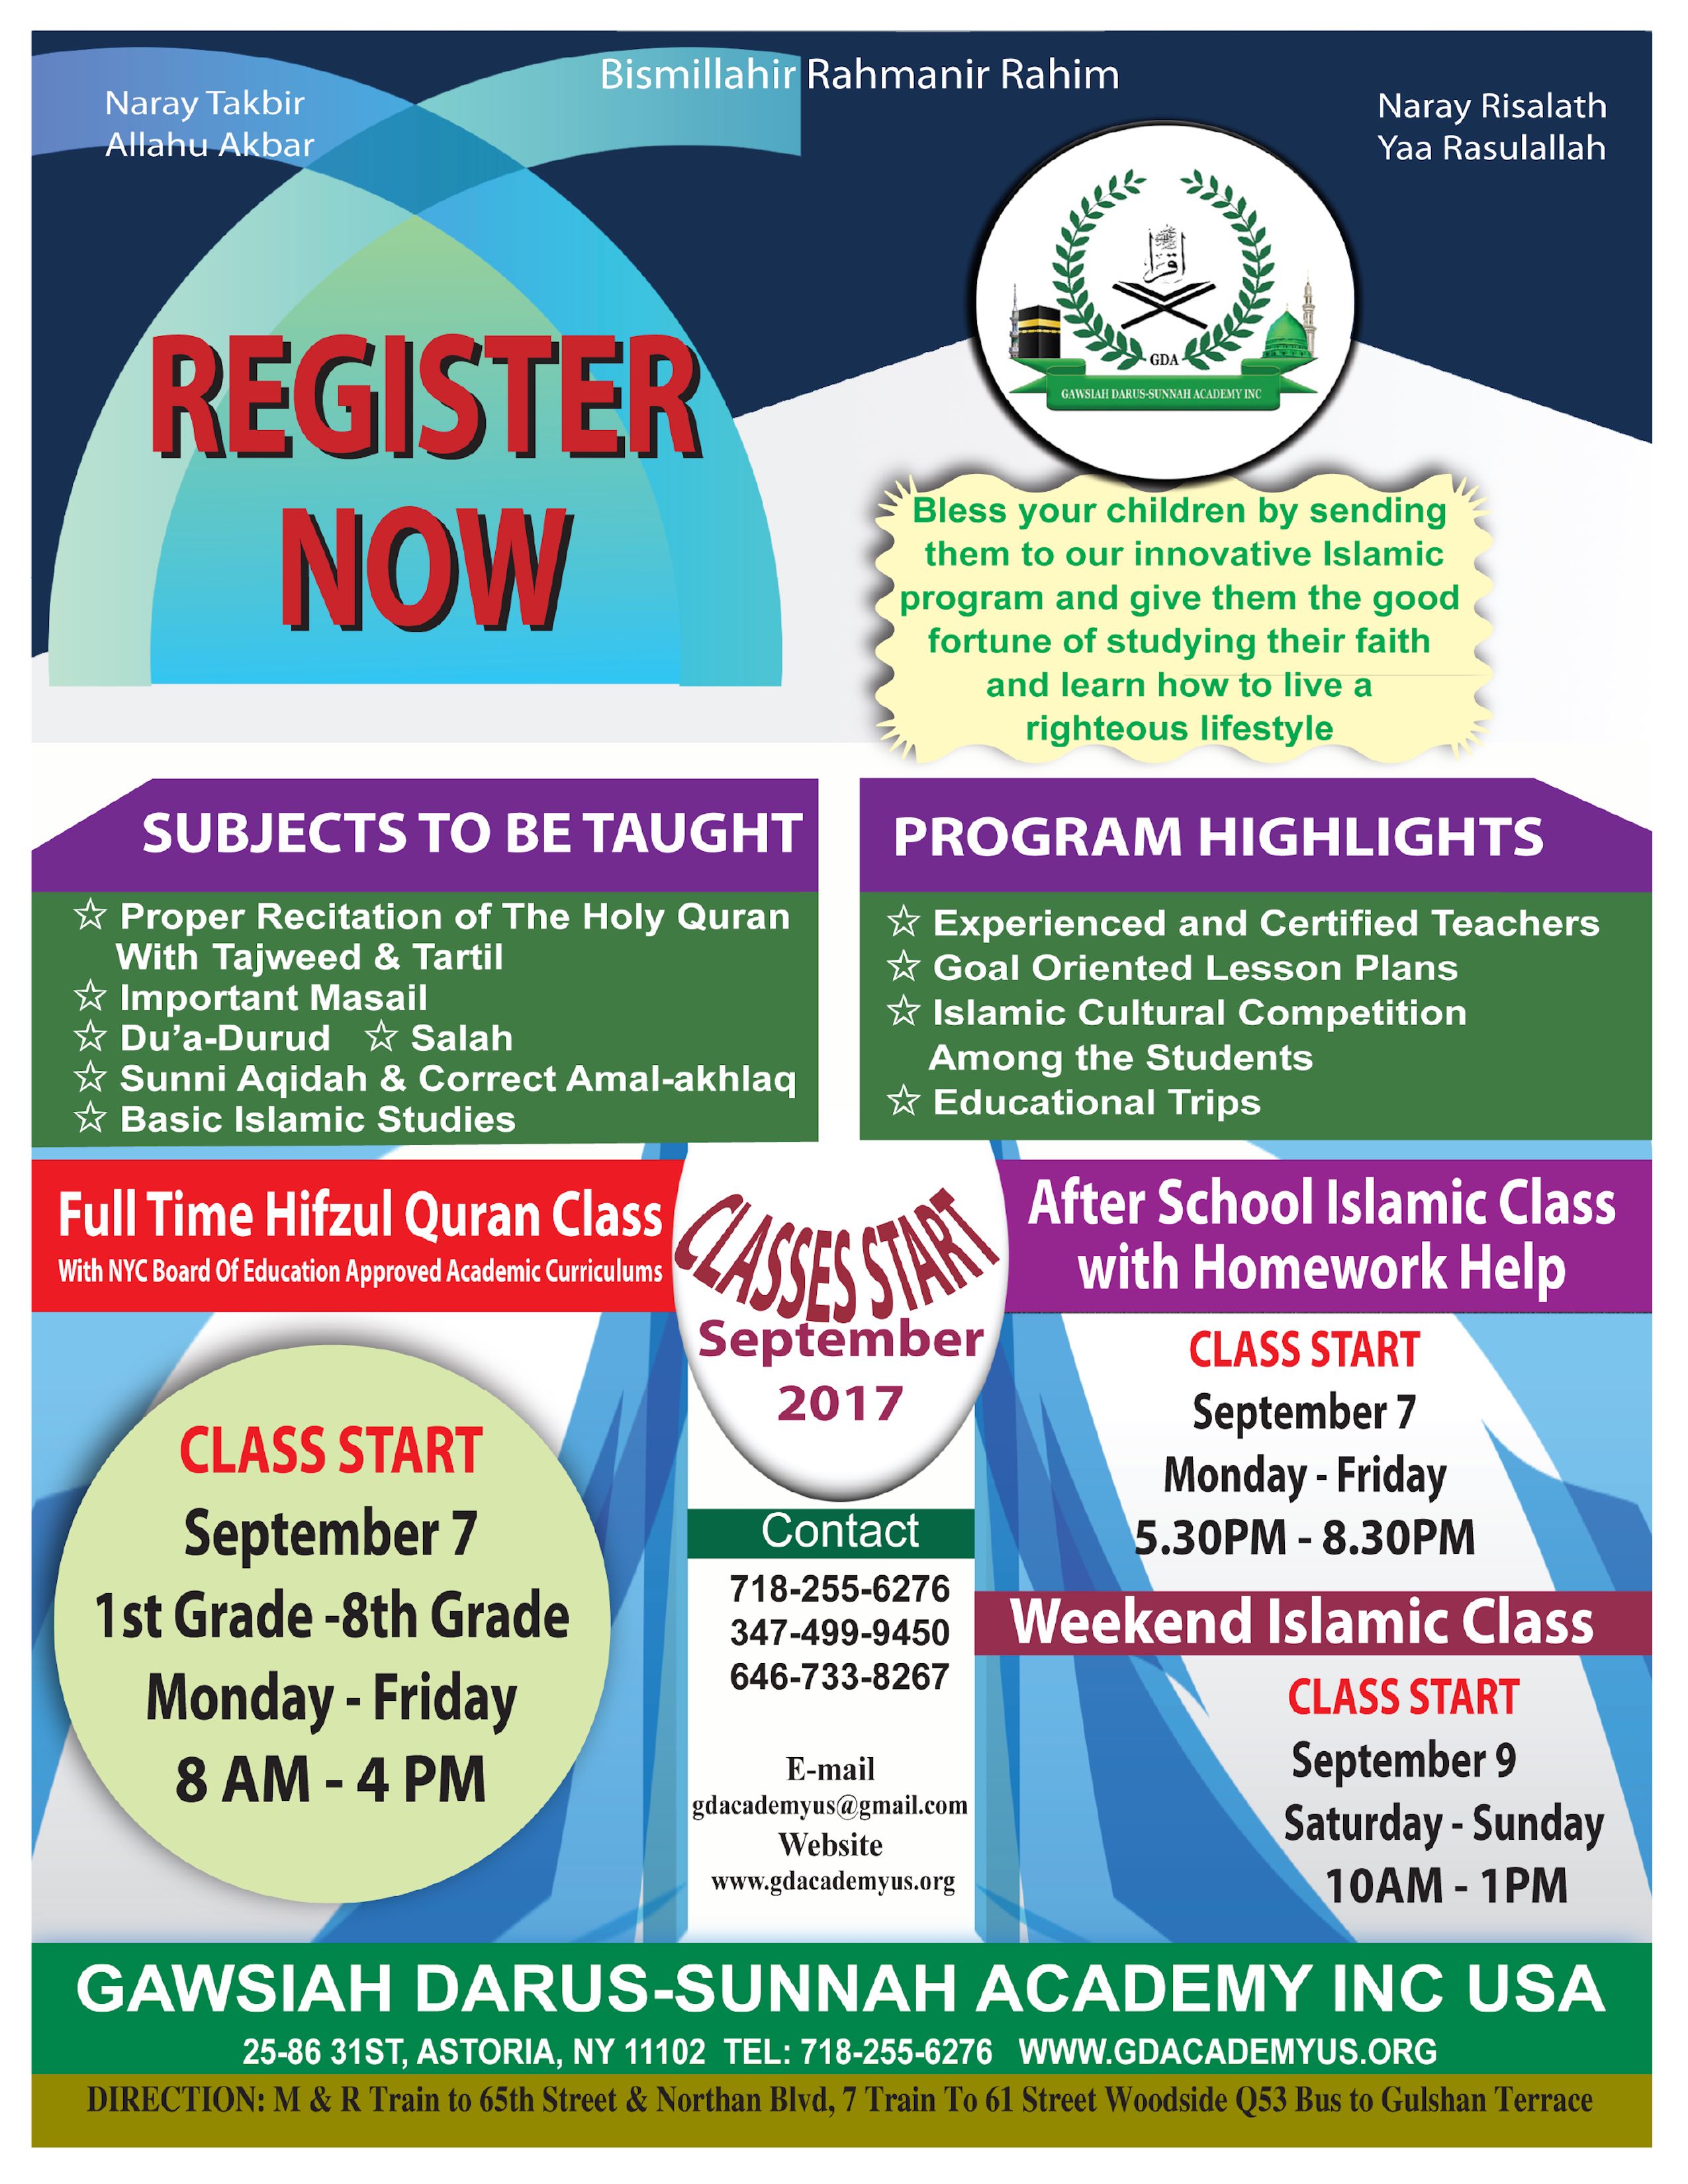 Bismillahir Rahmanir Rahim
Naray Takbir
Allahu Akbar
Naray Risalath
Yaa Rasulallah
اقرأ
GDA
GAWSIAH DARUS-SUNNAH ACADEMY INC
REGISTER
NOW
Bless your children by sending
them to our innovative Islamic
program and give them the good
fortune of studying their faith
and learn how to live a
righteous lifestyle
SUBJECTS TO BE TAUGHT
☆ Proper Recitation of The Holy Quran
With Tajweed & Tartil
☆ Important Masail
☆ Du’a-Durud ☆ Salah
☆ Sunni Aqidah & Correct Amal-akhlaq
☆ Basic Islamic Studies
PROGRAM HIGHLIGHTS
☆ Experienced and Certified Teachers
☆ Goal Oriented Lesson Plans
☆ Islamic Cultural Competition
Among the Students
☆ Educational Trips
Full Time Hifzul Quran Class
With NYC Board Of Education Approved Academic Curriculums
CLASS START
September 7
1st Grade -8th Grade
Monday - Friday
8 AM - 4 PM
CLASSES START
September
2017
Contact
718-255-6276
347-499-9450
646-733-8267
E-mail
gdacademyus@gmail.com
Website
www.gdacademyus.org
After School Islamic Class
with Homework Help
CLASS START
September 7
Monday - Friday
5.30PM - 8.30PM
Weekend Islamic Class
CLASS START
September 9
Saturday - Sunday
10AM - 1PM
GAWSIAH DARUS-SUNNAH ACADEMY INC USA
25-86 31ST, ASTORIA, NY 11102 TEL: 718-255-6276 WWW.GDACADEMYUS.ORG
DIRECTION: M & R Train to 65th Street & Northan Blvd, 7 Train To 61 Street Woodside Q53 Bus to Gulshan Terrace